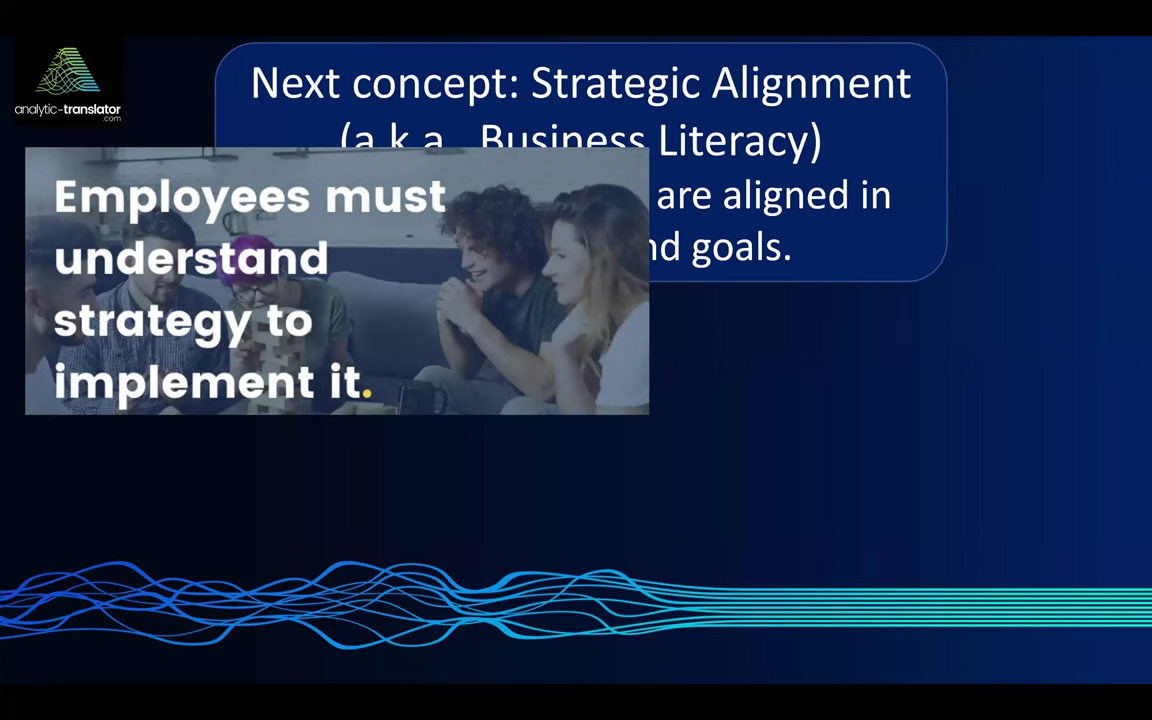 analytic-translator
.com
Next concept: Strategic Alignment
(a.k.a. Business Literacy)
are aligned in
goals.
Employees must
understand
strategy to
implement it.